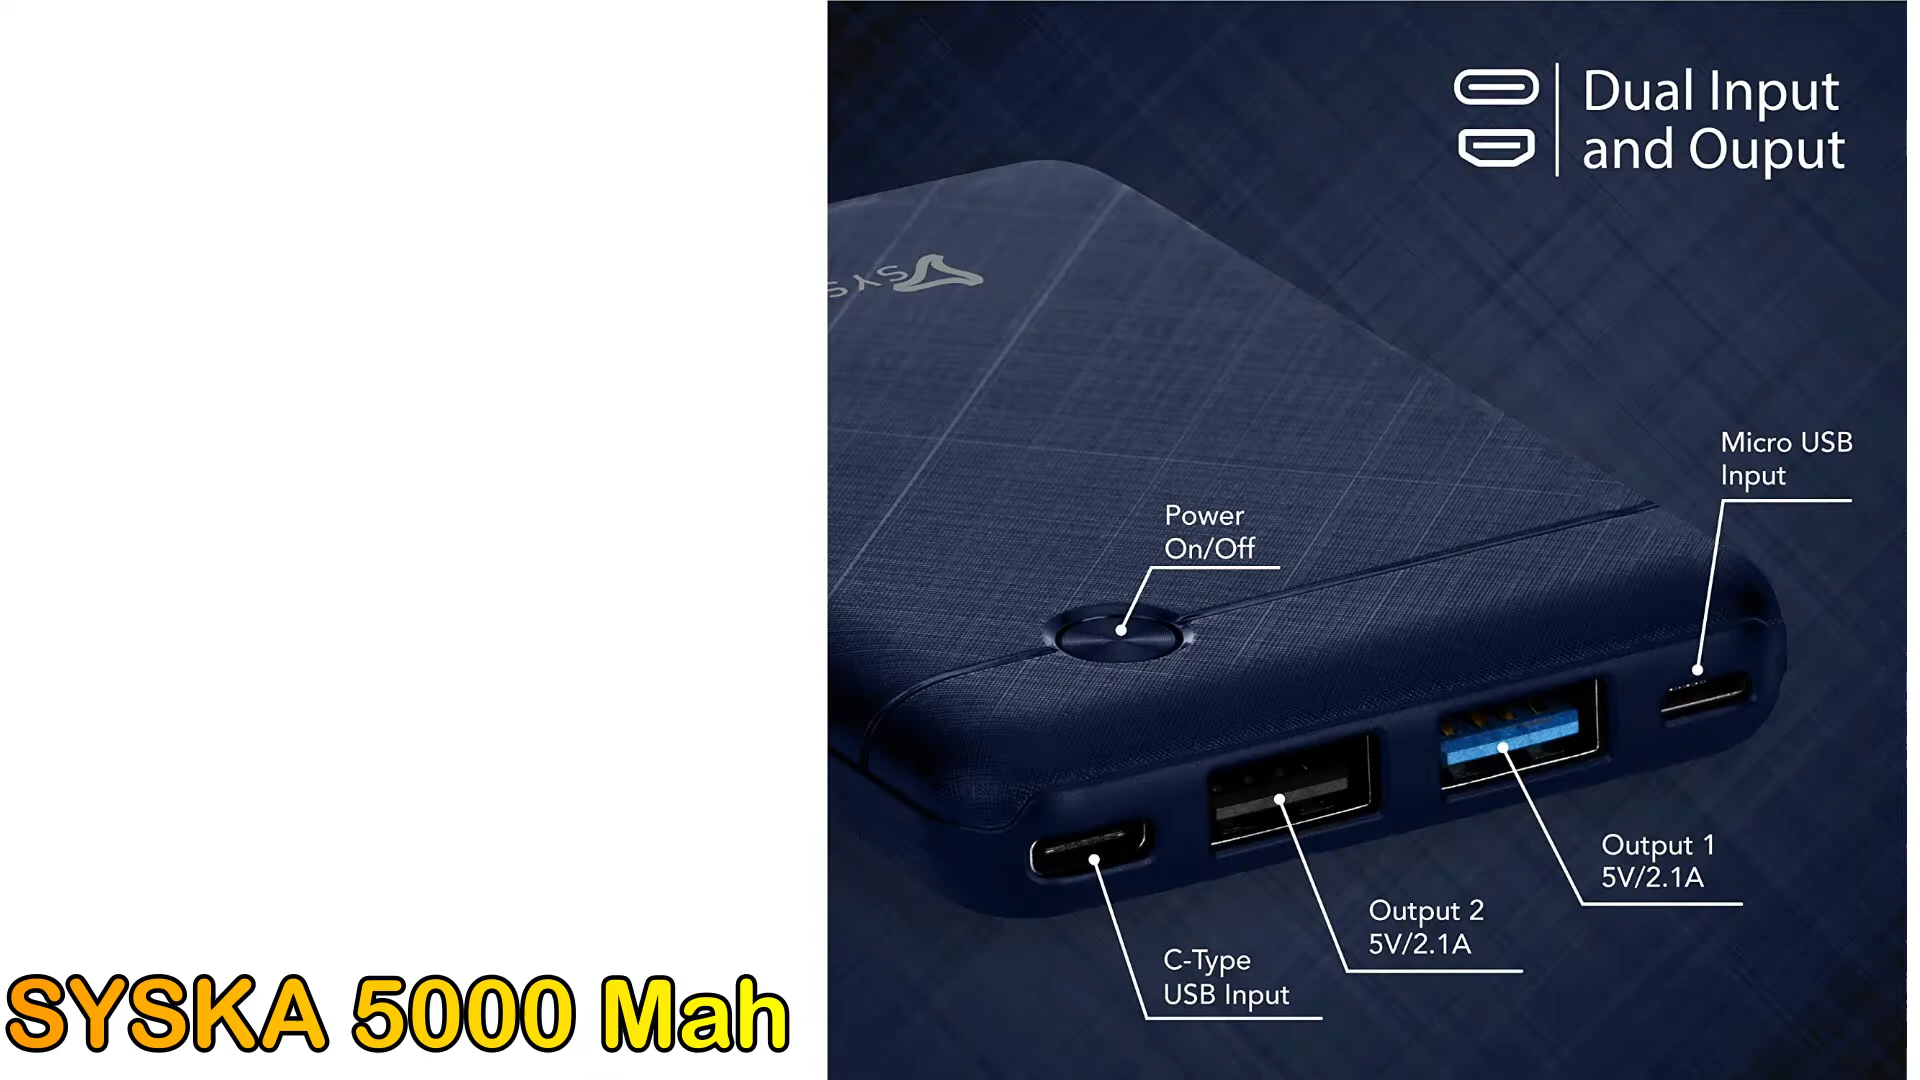 Dual Input
and Ouput
SYS
Micro USB
Input
Power
On/Off
Output 1
5V/2.1A
Output 2
5V/2.1A
C-Type
USB Input
SYSKA 5000 Mah